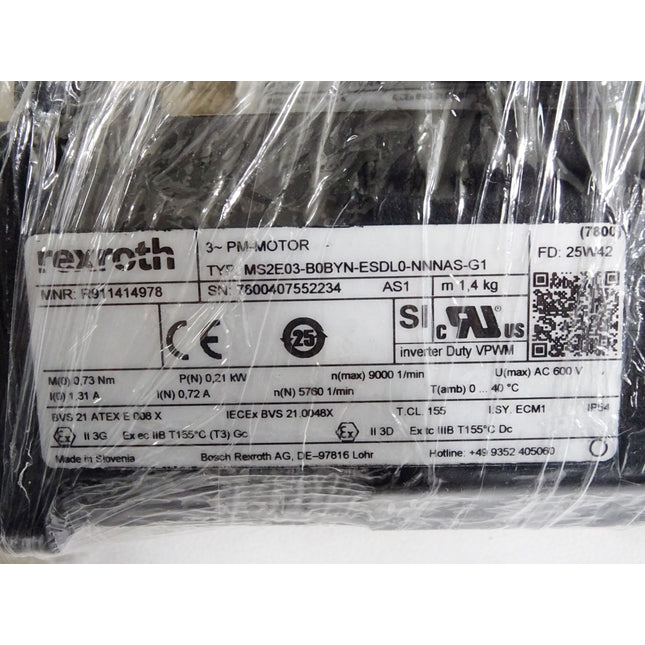 (7800)
rexroth
3~ PM-MOTOR
FD: 25W42
TYP: MS2E03-B0BYN-ESDL0-NNNAS-G1
MNR: R911414978
SN: 7800407552234
AS1
m 1,4 kg
CE
25
SI
c RU US
inverter Duty VPWM
M(0) 0,73 Nm
P(N) 0,21 kW
n(max) 9000 1/min
U(max) AC 600 V
I(0) 1,31 A
I(N) 0,72 A
n(N) 5760 1/min
T(amb) 0 ... 40 °C
BVS 21 ATEX E 008 X
IECEx BVS 21.0048X
T.CL. 155
I.SY. ECM1
IP54
Ex II 3G Ex ec IIB T155°C (T3) Gc
Ex II 3D Ex tc IIIB T155°C Dc
Made in Slovenia
Bosch Rexroth AG, DE-97816 Lohr
Hotline: +49 9352 405060